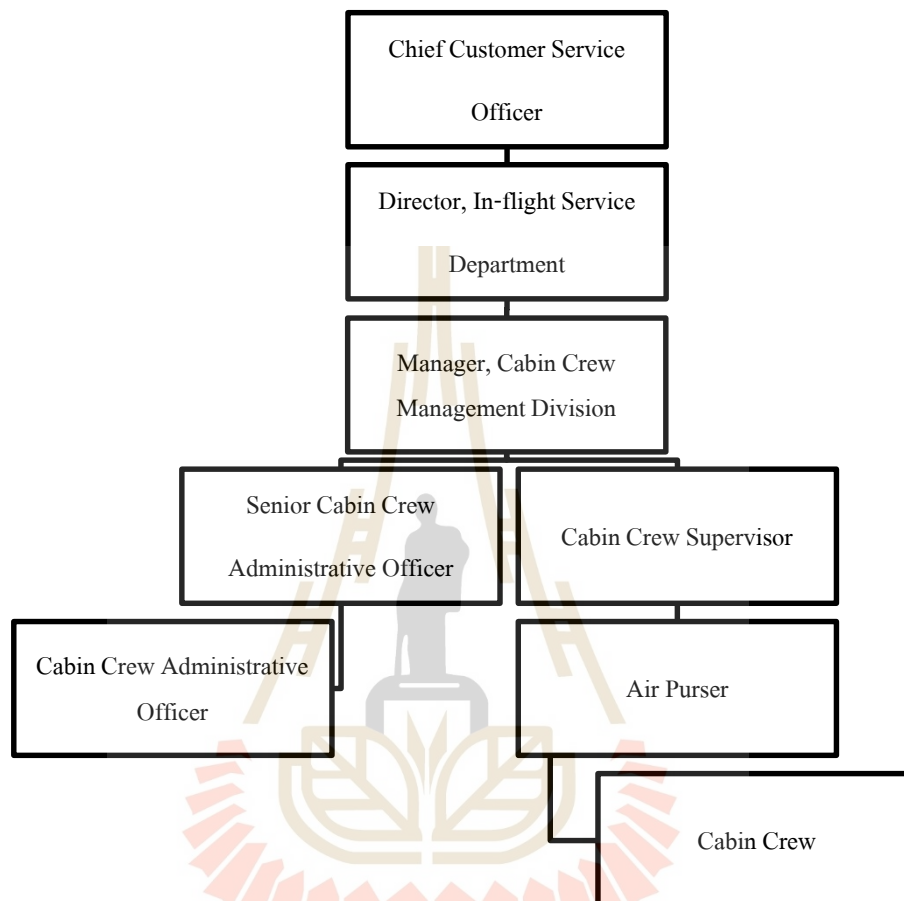 Chief Customer Service
Officer
Director, In-flight Service
Department
Manager, Cabin Crew
Management Division
Senior Cabin Crew
Administrative Officer
Cabin Crew Supervisor
Cabin Crew Administrative
Officer
Air Purser
Cabin Crew